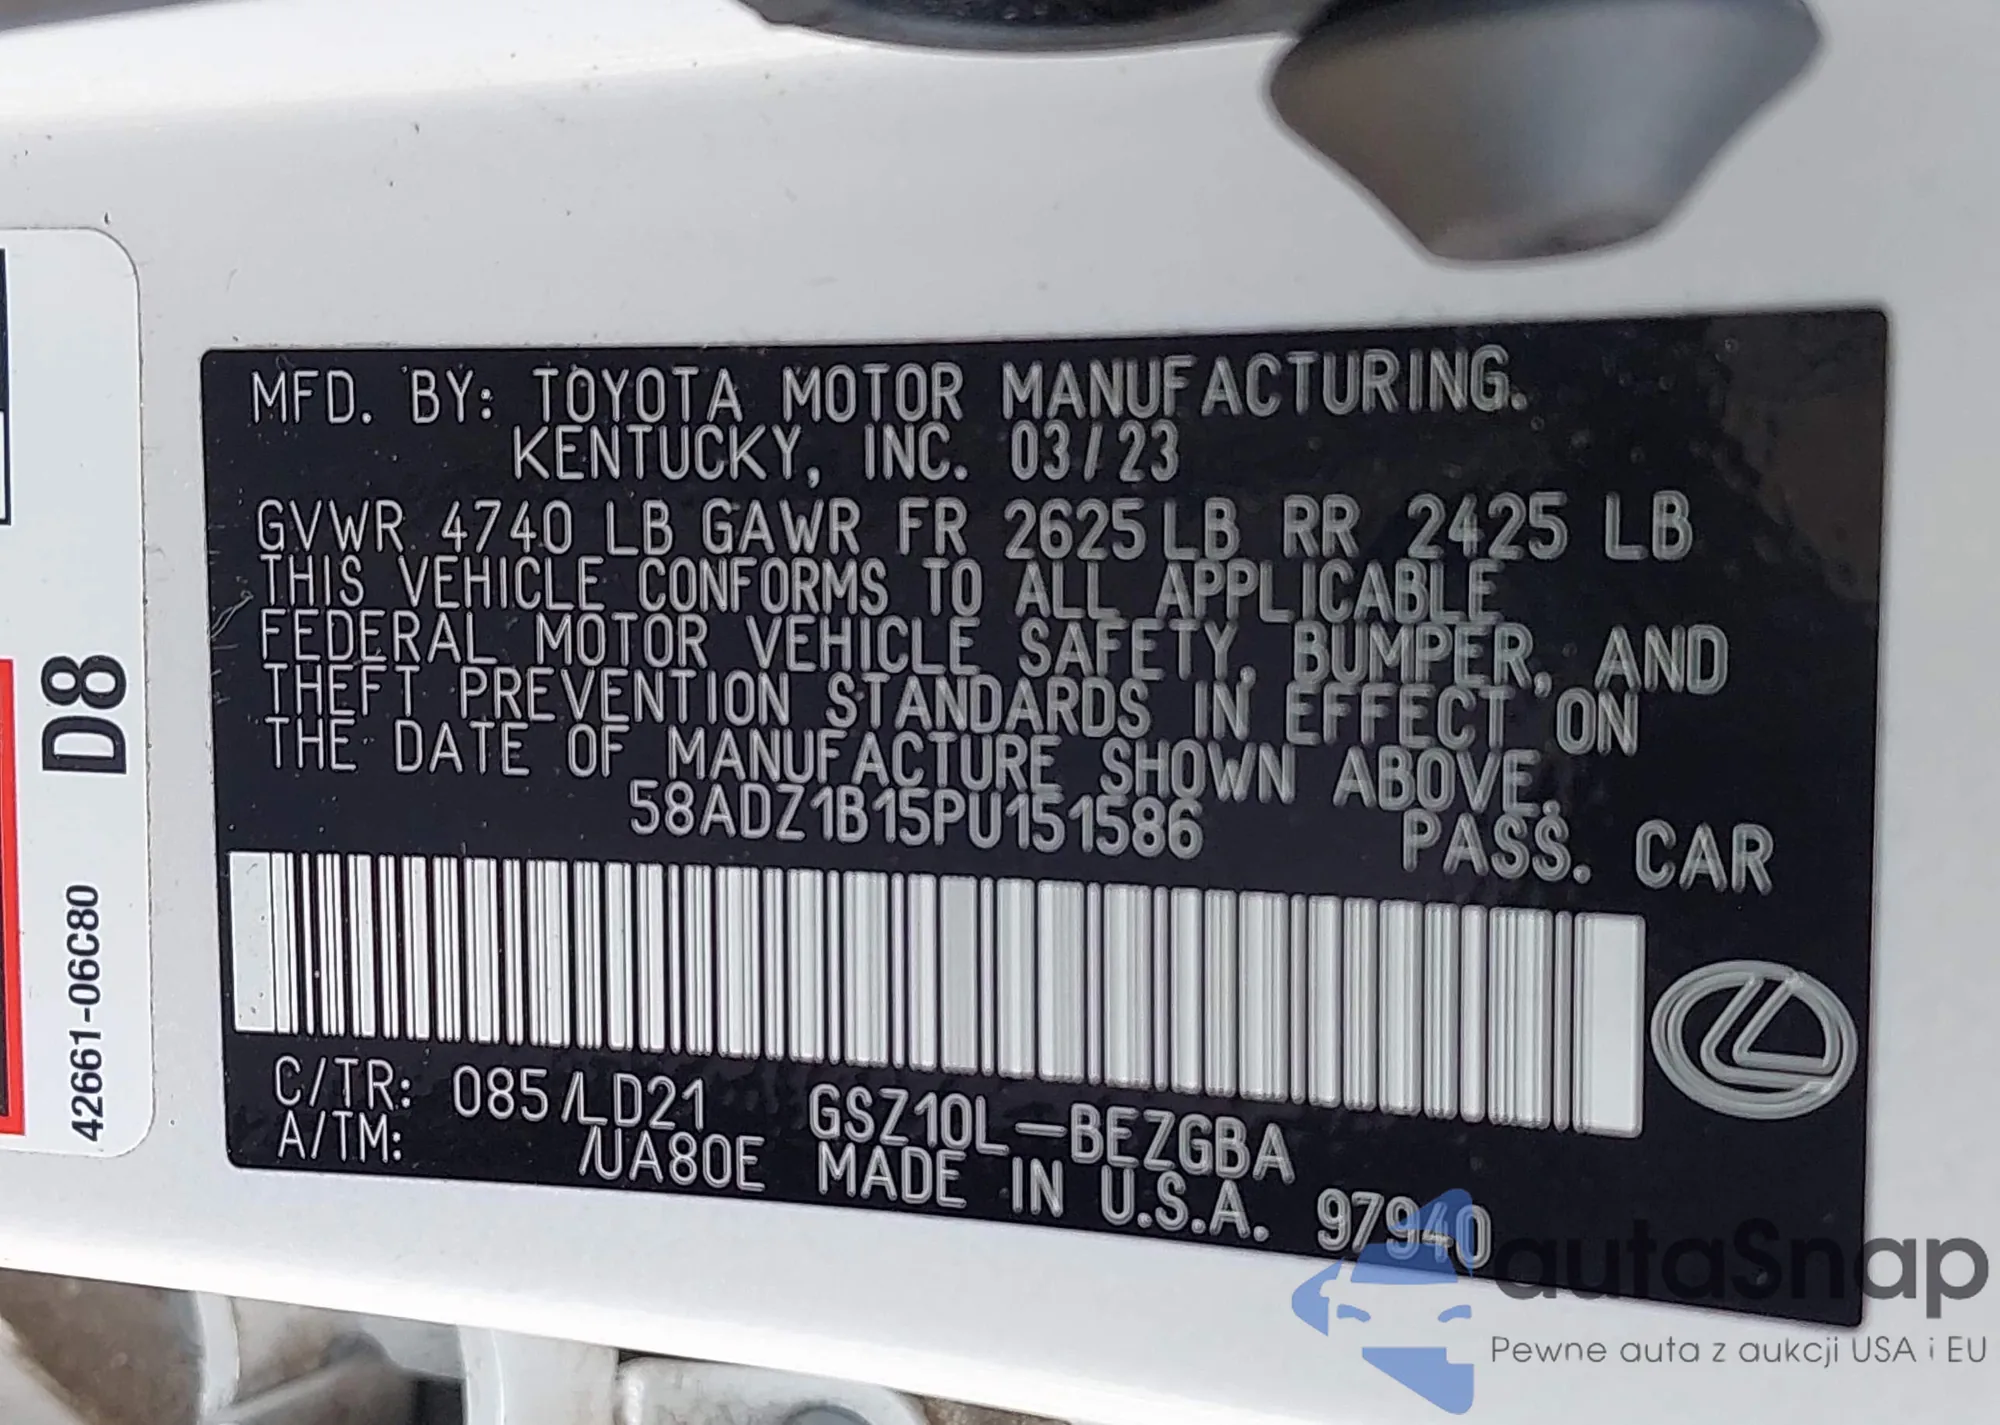 MFD. BY: TOYOTA MOTOR MANUFACTURING.
KENTUCKY, INC. 03/23
GVWR 4740 LB GAWR FR 2625 LB RR 2425 LB
THIS VEHICLE CONFORMS TO ALL APPLICABLE
FEDERAL MOTOR VEHICLE SAFETY, BUMPER, AND
THEFT PREVENTION STANDARDS IN EFFECT ON
THE DATE OF MANUFACTURE SHOWN ABOVE.
58ADZ1B15PU151586 PASS. CAR
C/TR: 085/LD21 GSZ10L-BEZGBA
A/TM: /UA80E MADE IN U.S.A. 97940
D8
42661-06C80
autaSnap
Pewne auta z aukcji USA i EU